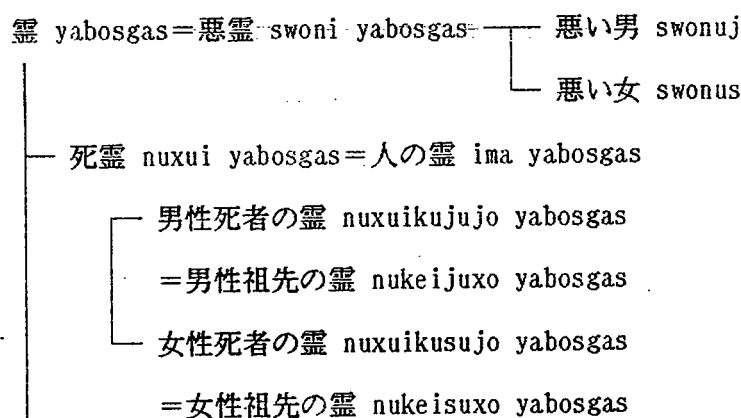 霊 yabosgas＝悪霊 swoni yabosgas 悪い男 swonuj
悪い女 swonus
死霊 nuxui yabosgas＝人の霊 ima yabosgas
男性死者の霊 nuxuikujujo yabosgas
＝男性祖先の霊 nukeijuxo yabosgas
女性死者の霊 nuxuikusujo yabosgas
＝女性祖先の霊 nukeisuxo yabosgas